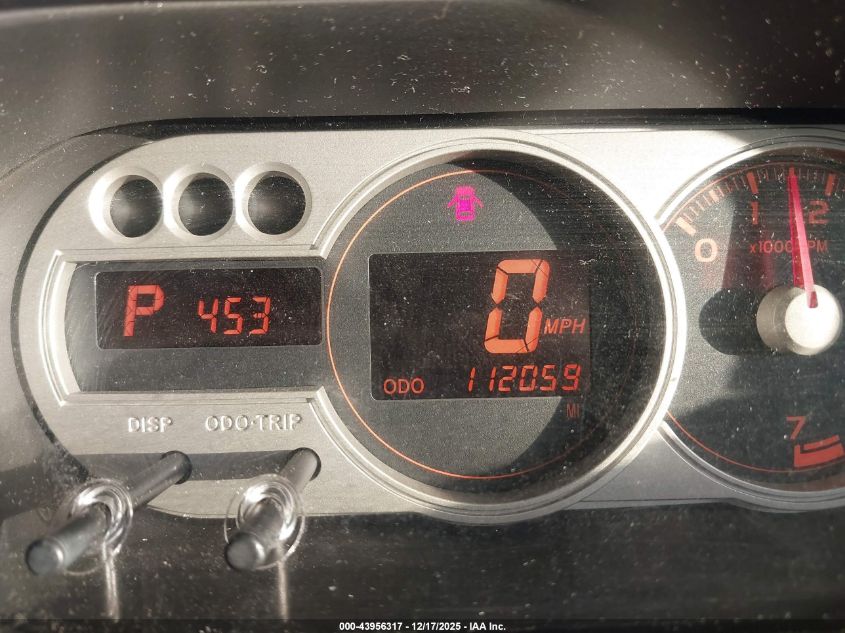 P 453
0 MPH
ODO 112059
MI
DISP ODO·TRIP
0 1 2
x1000RPM
7
000-43956317 - 12/17/2025 - IAA Inc.